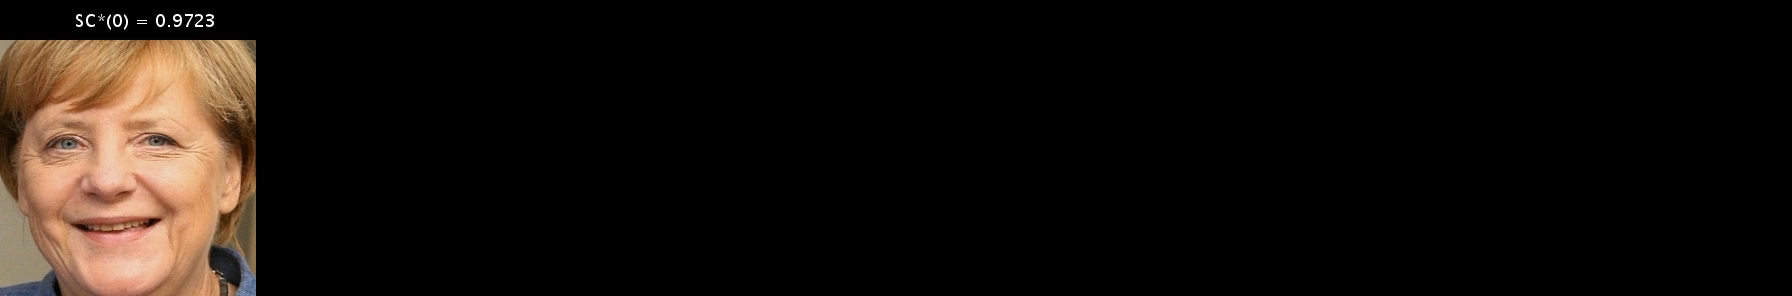 SC*(0) = 0.9723